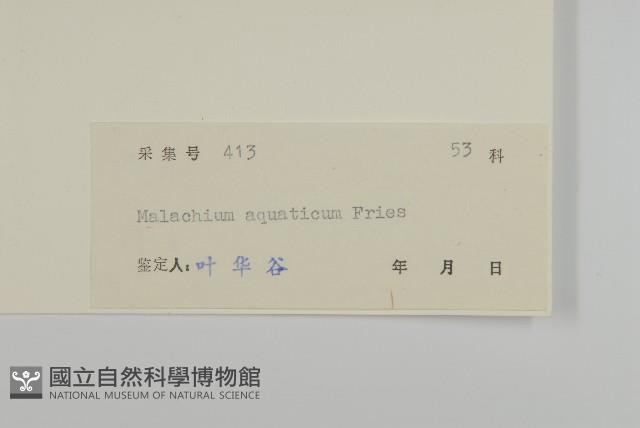 采集号 413 53 科
Malachium aquaticum Fries
鉴定人: 叶华谷 年 月 日
國立自然科學博物館
NATIONAL MUSEUM OF NATURAL SCIENCE